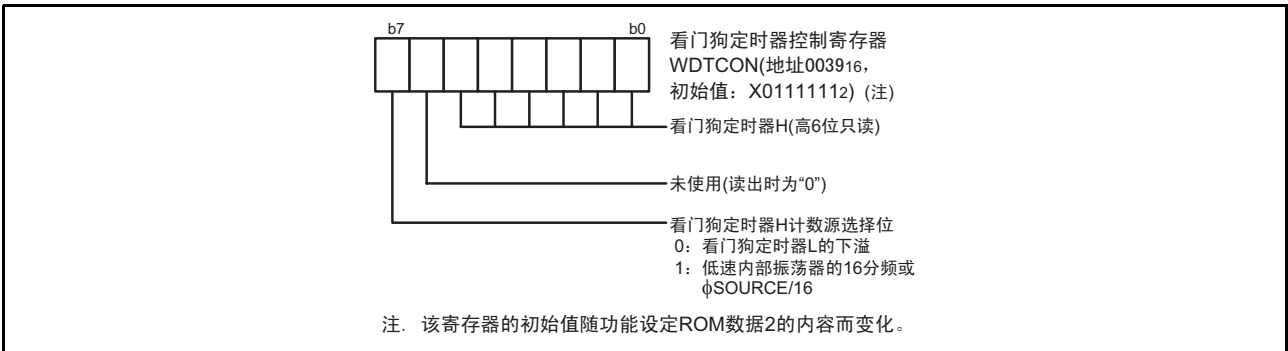 b7
b0
看门狗定时器控制寄存器
WDTCON(地址003916,
初始值：X01111112) (注)
看门狗定时器H(高6位只读)
未使用(读出时为“0”)
看门狗定时器H计数源选择位
0：看门狗定时器L的下溢
1：低速内部振荡器的16分频或
ϕSOURCE/16
注. 该寄存器的初始值随功能设定ROM数据2的内容而变化。